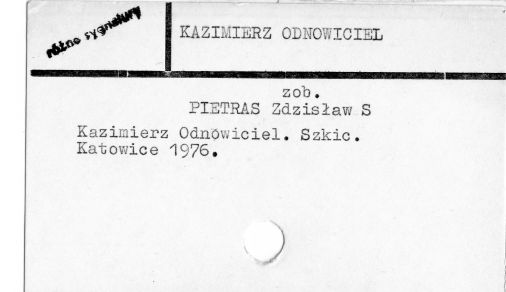 różne sygnatury
KAZIMIERZ ODNOWICIEL
zob.
PIETRAS Zdzisław S
Kazimierz Odnowiciel. Szkic.
Katowice 1976.